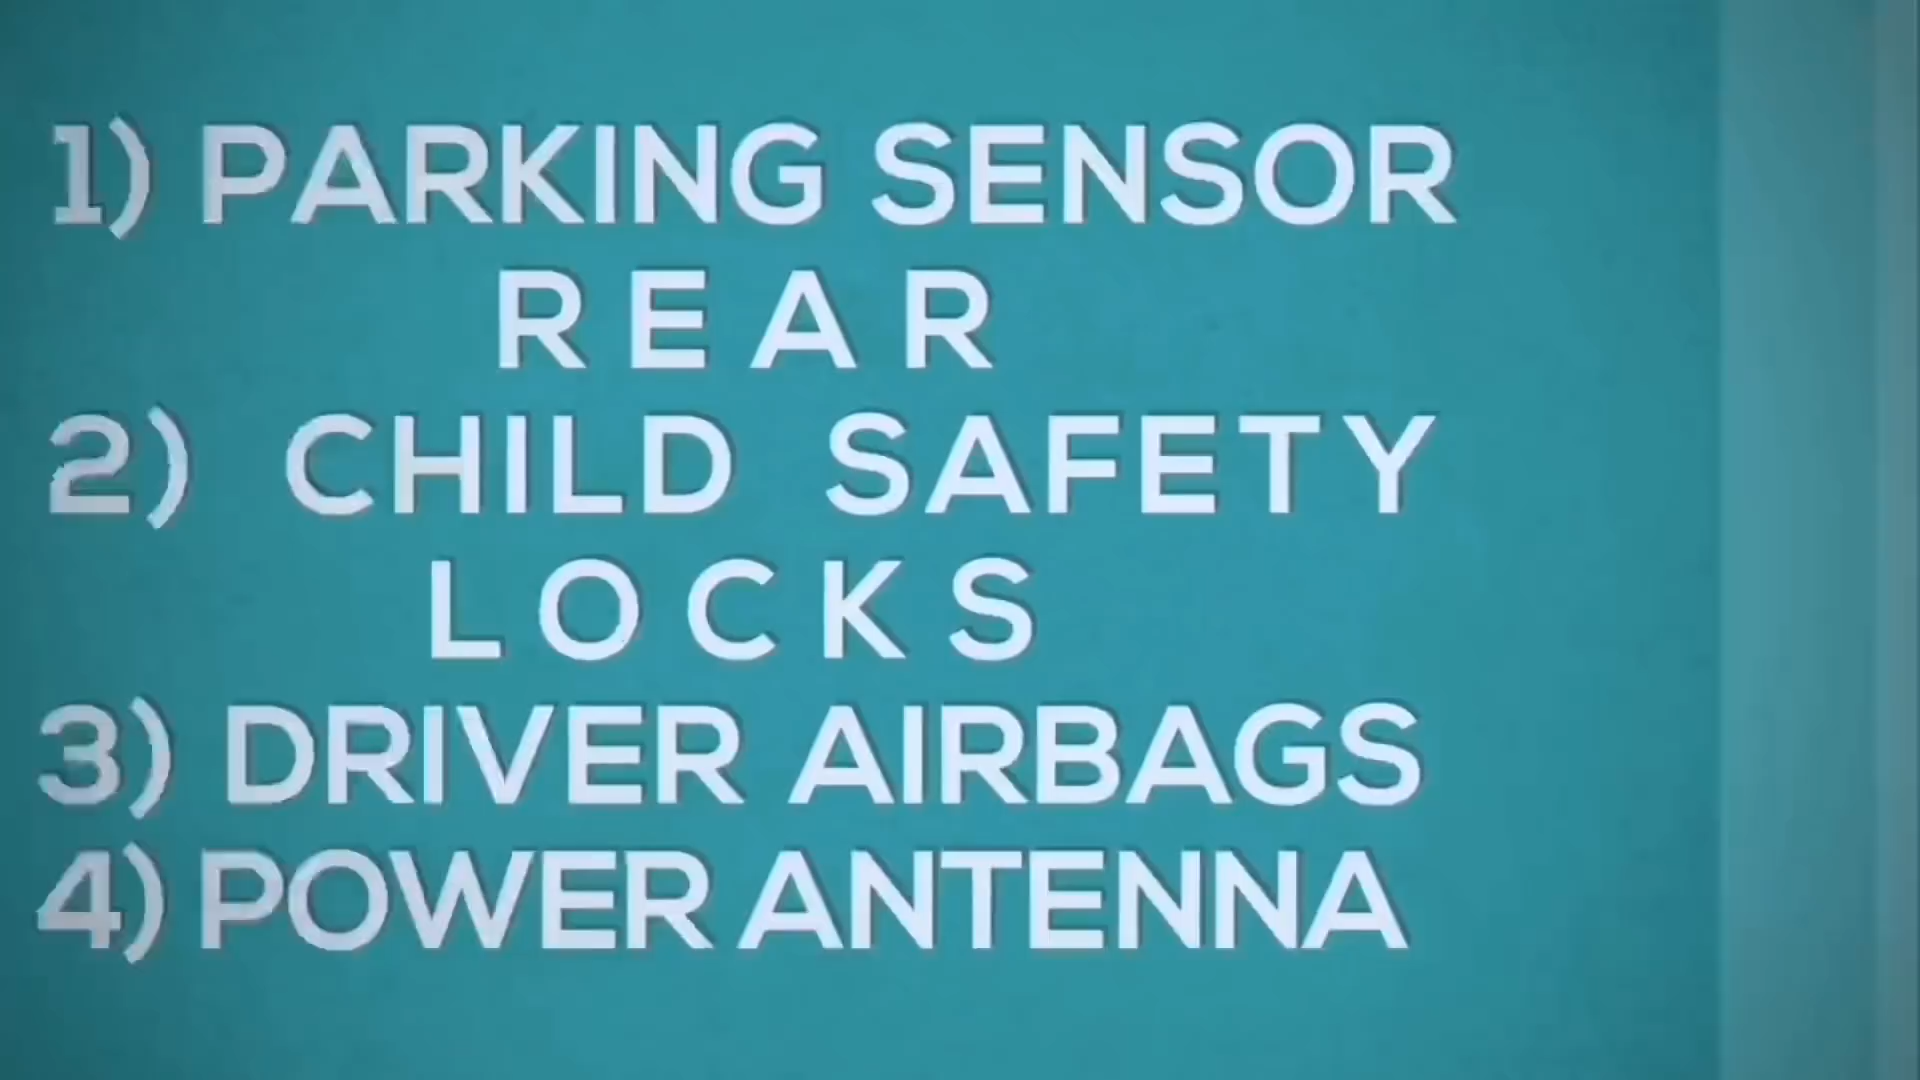 1) PARKING SENSOR
REAR
2) CHILD SAFETY
LOCKS
3) DRIVER AIRBAGS
4) POWER ANTENNA